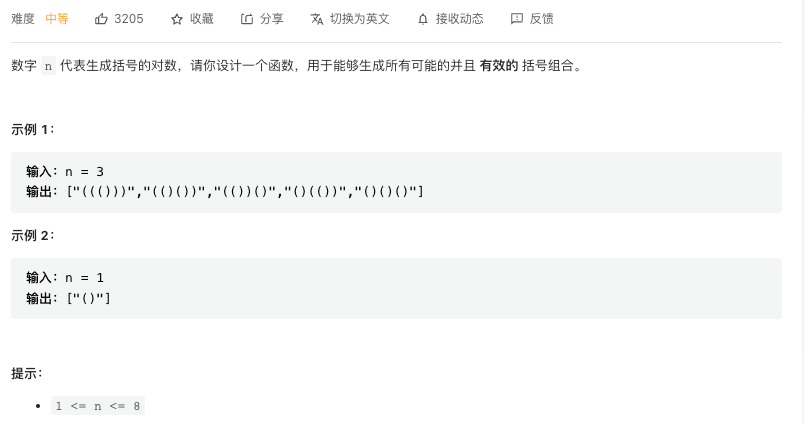 难度 中等 3205 收藏 分享 切换为英文 接收动态 反馈
数字 n 代表生成括号的对数，请你设计一个函数，用于能够生成所有可能的并且 有效的 括号组合。
示例 1：
输入：n = 3
输出：["((()))","(()())","(())()","()(())","()()()"]
示例 2：
输入：n = 1
输出：["()"]
提示：
• 1 <= n <= 8